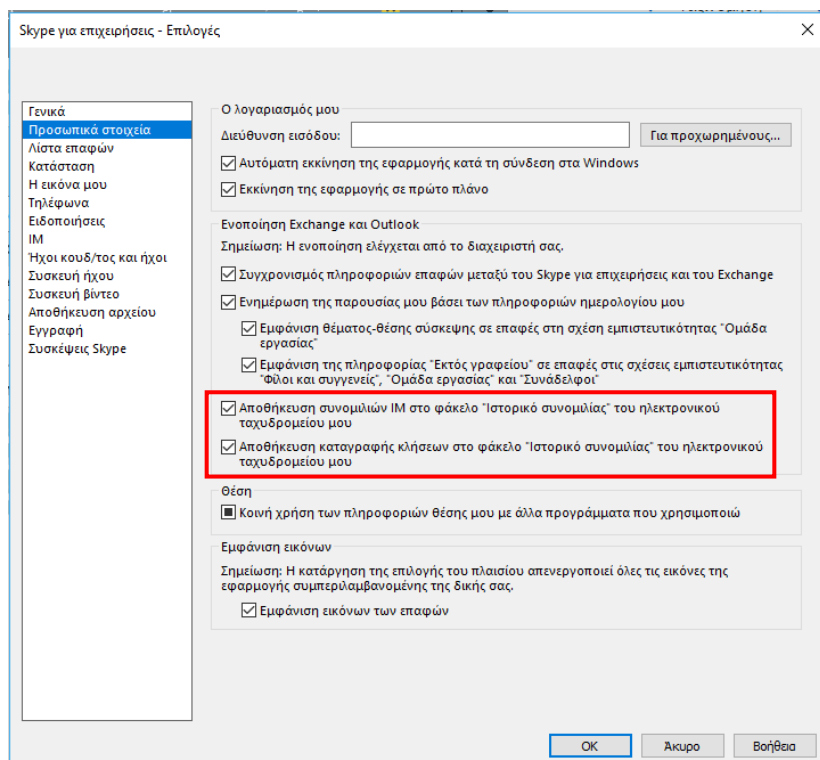 Skype για επιχειρήσεις - Επιλογές
Γενικά
Προσωπικά στοιχεία
Λίστα επαφών
Κατάσταση
Η εικόνα μου
Τηλέφωνα
Ειδοποιήσεις
IM
Ήχοι κουδ/τος και ήχοι
Συσκευή ήχου
Συσκευή βίντεο
Αποθήκευση αρχείου
Εγγραφή
Συσκέψεις Skype
Ο λογαριασμός μου
Διεύθυνση εισόδου:
Για προχωρημένους...
Αυτόματη εκκίνηση της εφαρμογής κατά τη σύνδεση στα Windows
Εκκίνηση της εφαρμογής σε πρώτο πλάνο
Ενοποίηση Exchange και Outlook
Σημείωση: Η ενοποίηση ελέγχεται από το διαχειριστή σας.
Συγχρονισμός πληροφοριών επαφών μεταξύ του Skype για επιχειρήσεις και του Exchange
Ενημέρωση της παρουσίας μου βάσει των πληροφοριών ημερολογίου μου
Εμφάνιση θέματος-θέσης σύσκεψης σε επαφές στη σχέση εμπιστευτικότητας "Ομάδα
εργασίας"
Εμφάνιση της πληροφορίας "Εκτός γραφείου" σε επαφές στις σχέσεις εμπιστευτικότητας
"Φίλοι και συγγενείς", "Ομάδα εργασίας" και "Συνάδελφοι"
Αποθήκευση συνομιλιών IM στο φάκελο "Ιστορικό συνομιλίας" του ηλεκτρονικού
ταχυδρομείου μου
Αποθήκευση καταγραφής κλήσεων στο φάκελο "Ιστορικό συνομιλίας" του ηλεκτρονικού
ταχυδρομείου μου
Θέση
Κοινή χρήση των πληροφοριών θέσης μου με άλλα προγράμματα που χρησιμοποιώ
Εμφάνιση εικόνων
Σημείωση: Η κατάργηση της επιλογής του πλαισίου απενεργοποιεί όλες τις εικόνες της
εφαρμογής συμπεριλαμβανομένης της δικής σας.
Εμφάνιση εικόνων των επαφών
OK
Άκυρο
Βοήθεια